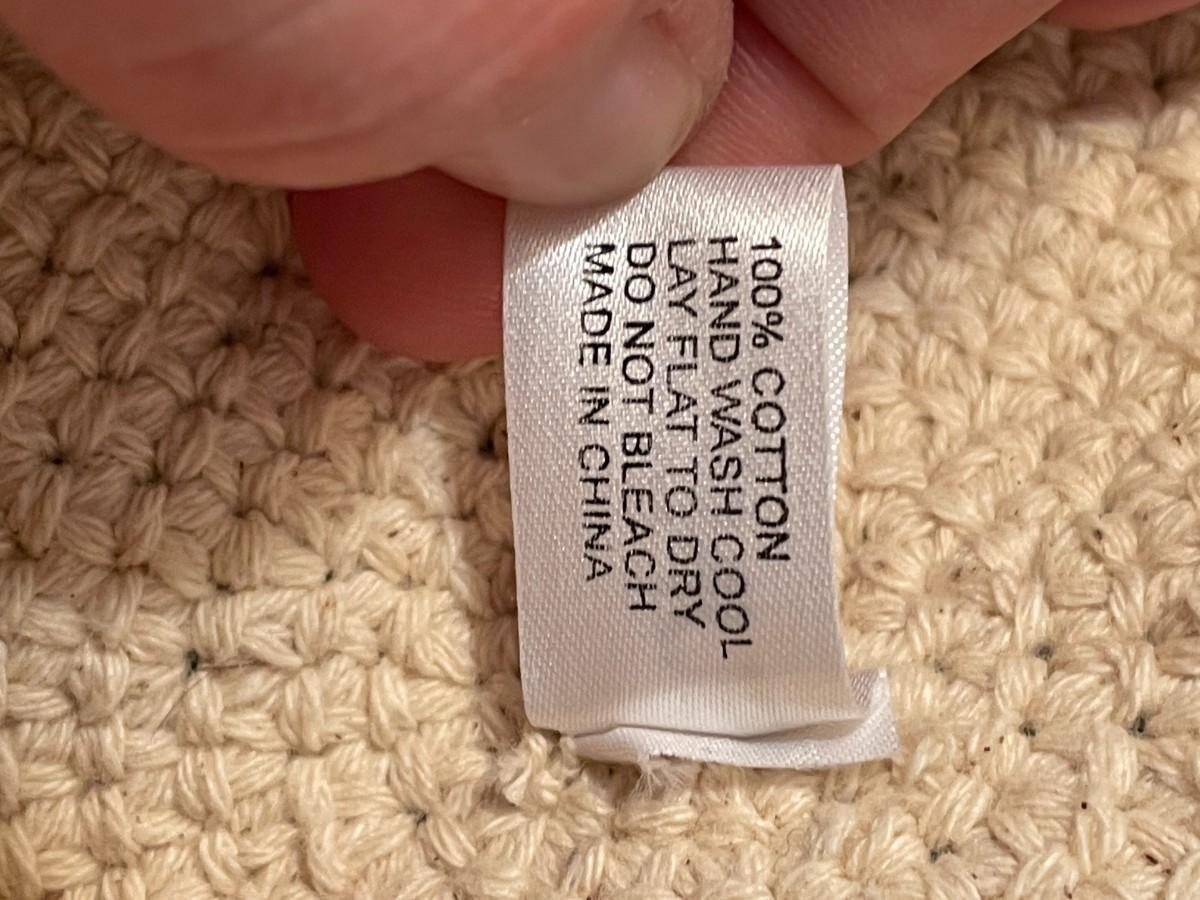 100% COTTON
HAND WASH COOL
LAY FLAT TO DRY
DO NOT BLEACH
MADE IN CHINA